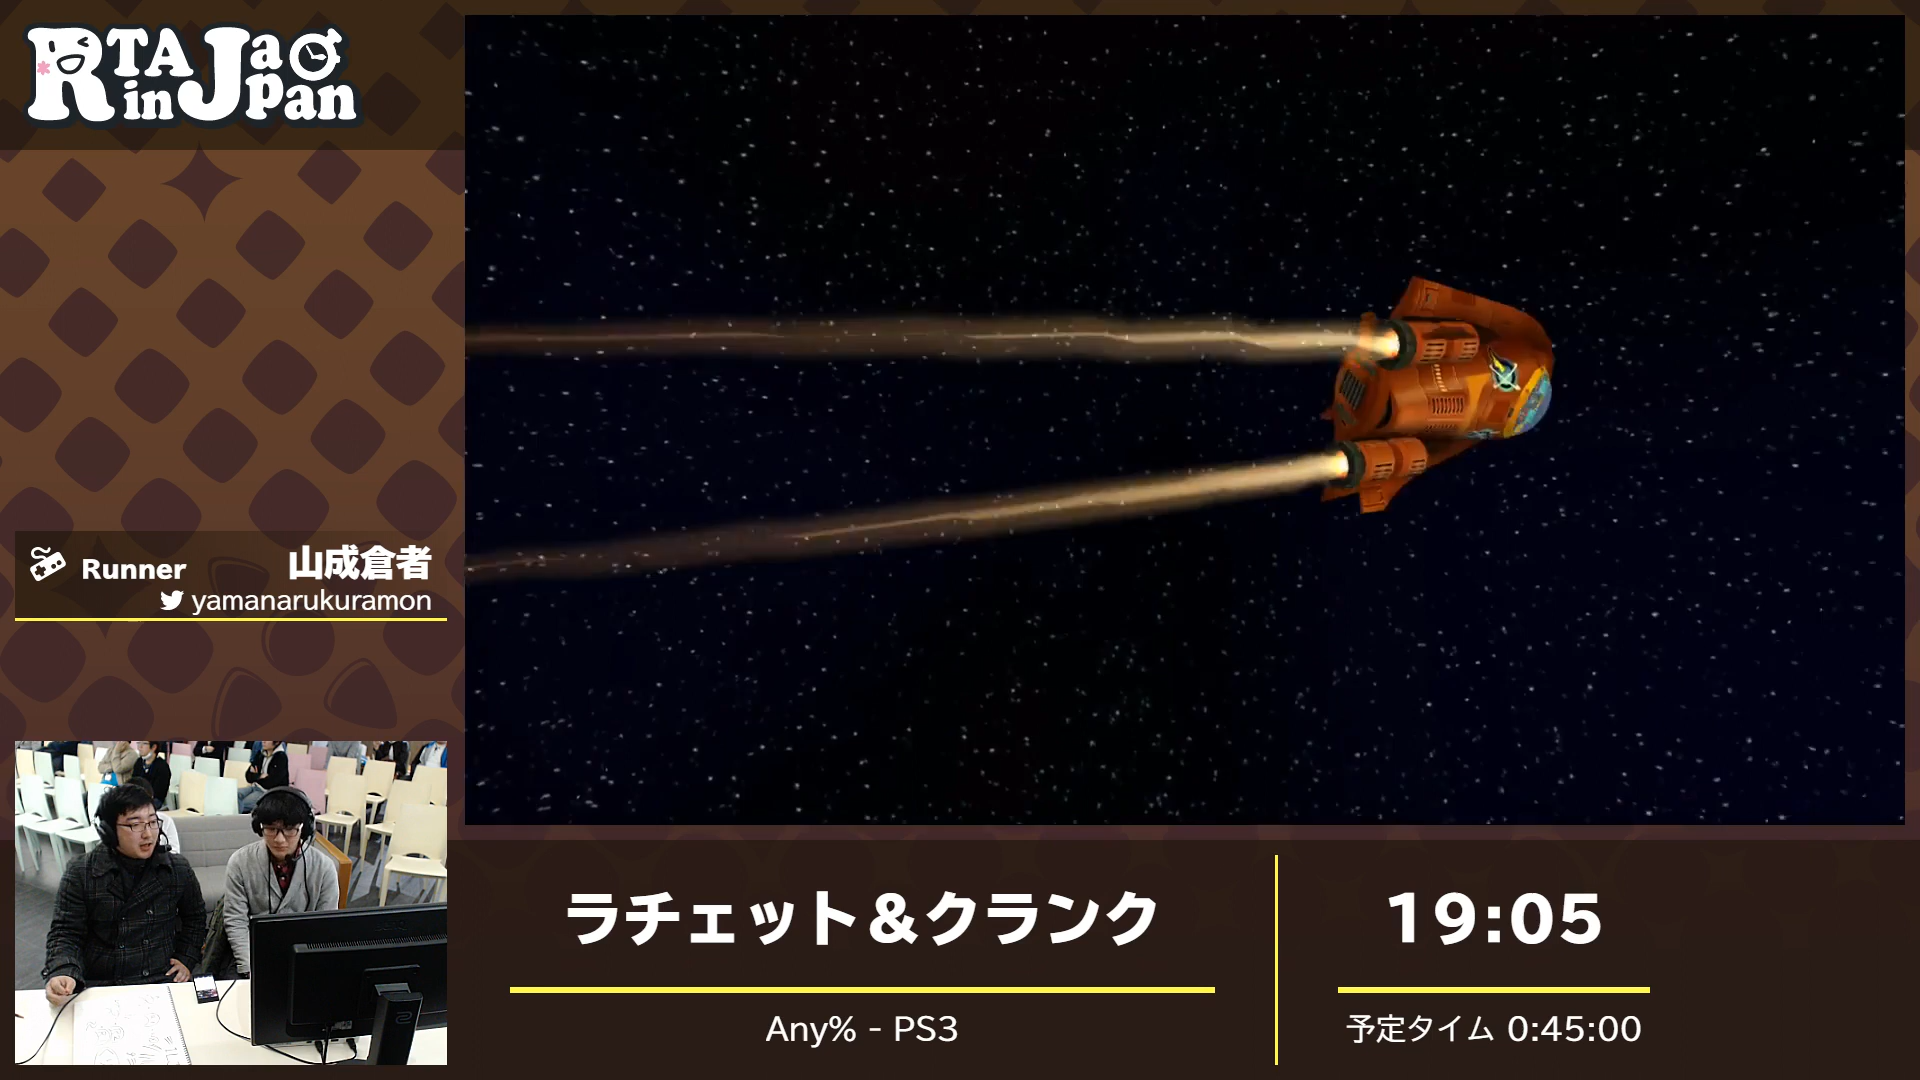 RTA in Japan
Runner 山成倉者
yamanarukuramon
ラチェット＆クランク
Any% - PS3
19:05
予定タイム 0:45:00